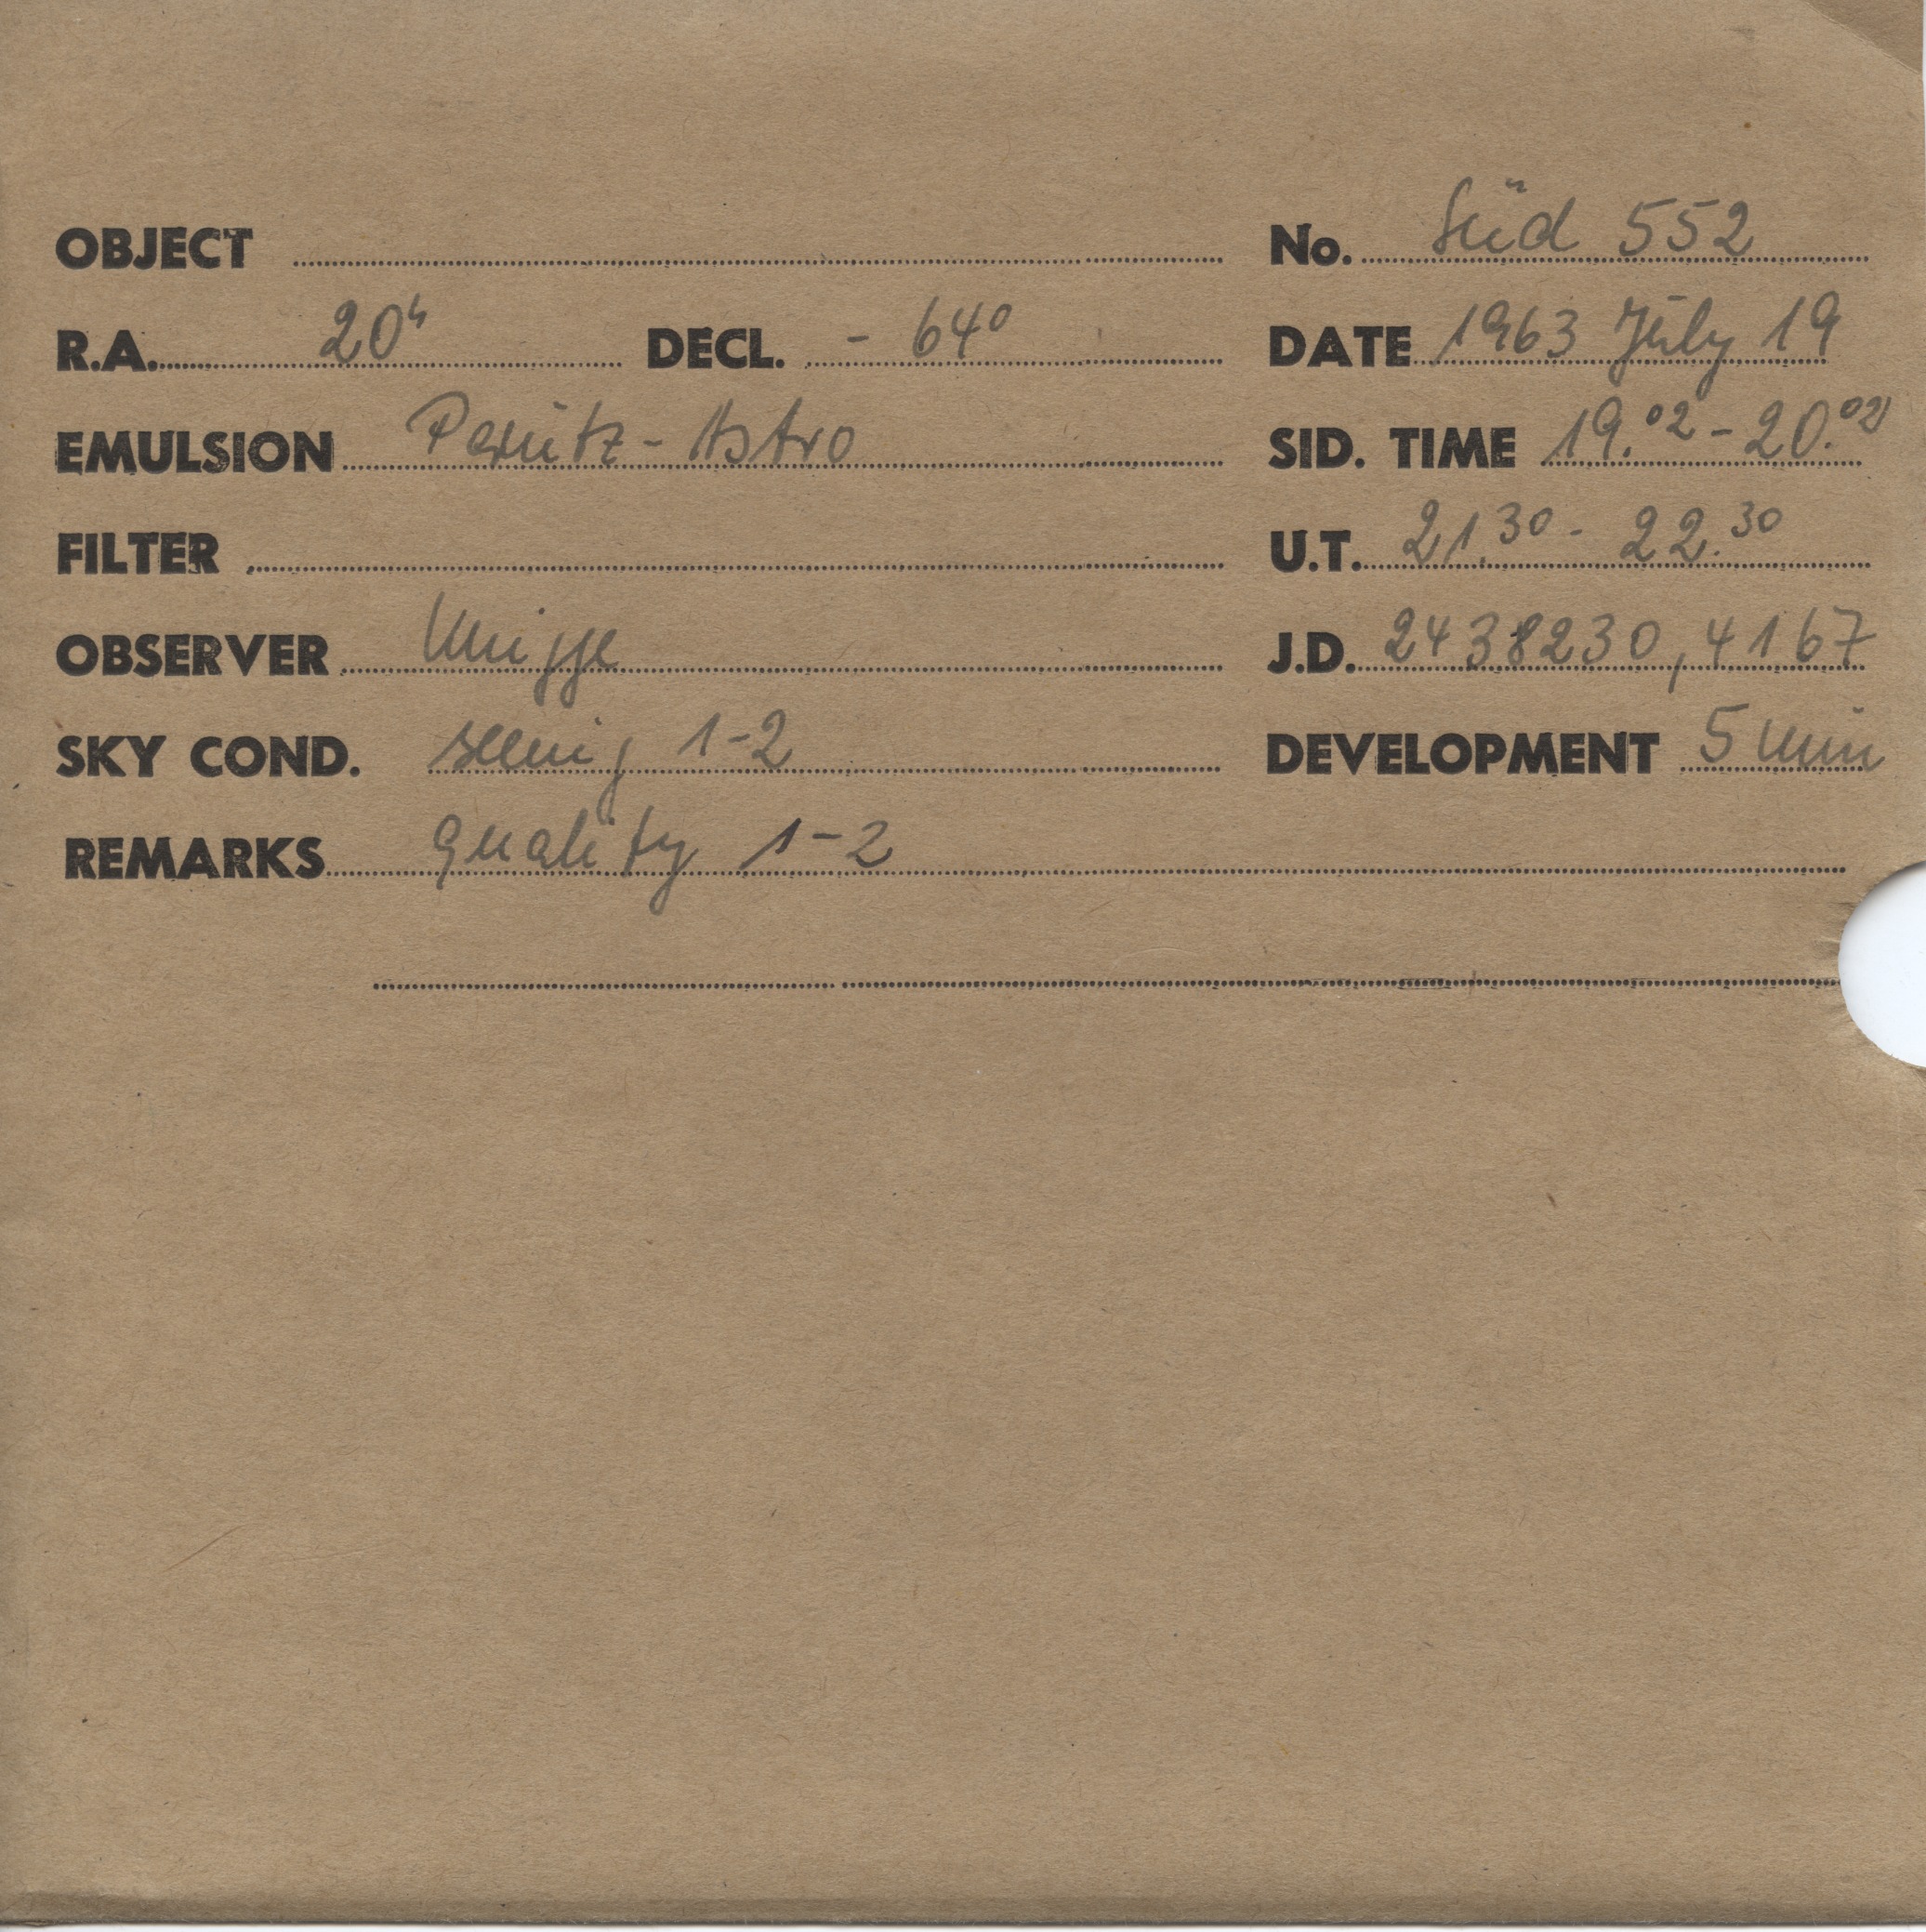 OBJECT No. Süd 552
R.A. 20h DECL. - 64° DATE 1963 July 19
EMULSION Perutz-Astro SID. TIME 19.02 - 20.02
FILTER U.T. 21.30 - 22.30
OBSERVER J.D. 2438230,4167
SKY COND. seeing 1-2 DEVELOPMENT 5 min
REMARKS quality 1-2